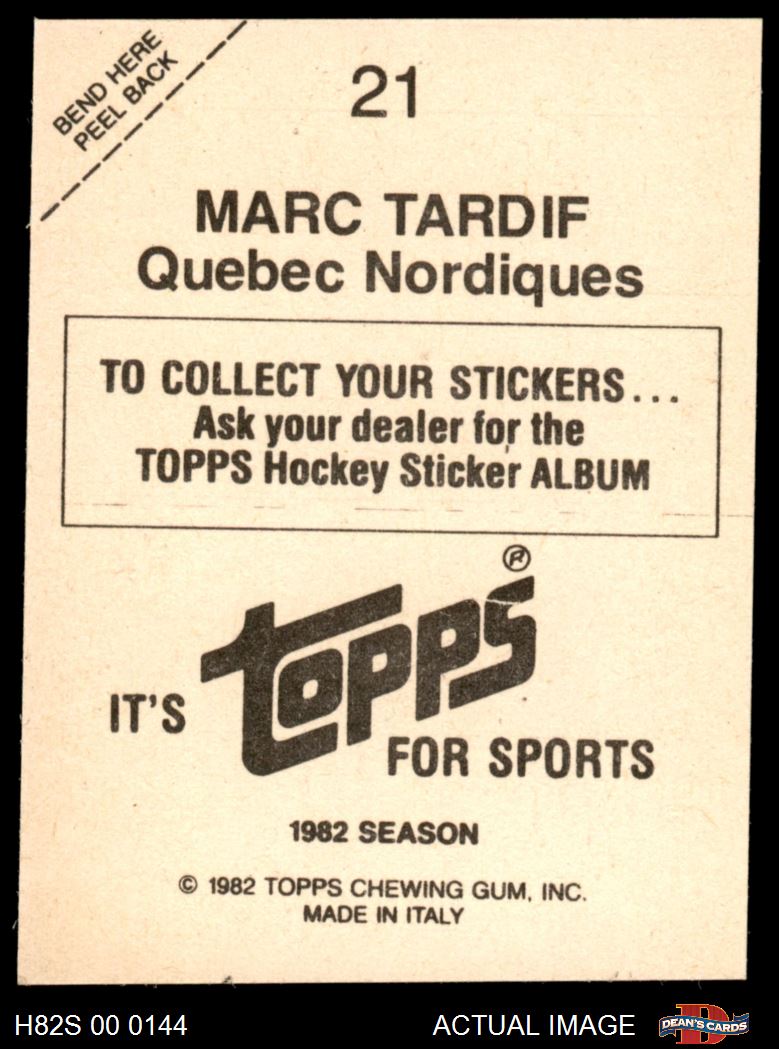 BEND HERE
PEEL BACK
21
MARC TARDIF
Quebec Nordiques
TO COLLECT YOUR STICKERS...
Ask your dealer for the
TOPPS Hockey Sticker ALBUM
IT'S topps® FOR SPORTS
1982 SEASON
© 1982 TOPPS CHEWING GUM, INC.
MADE IN ITALY
H82S 00 0144
ACTUAL IMAGE
D
DEAN'S CARDS